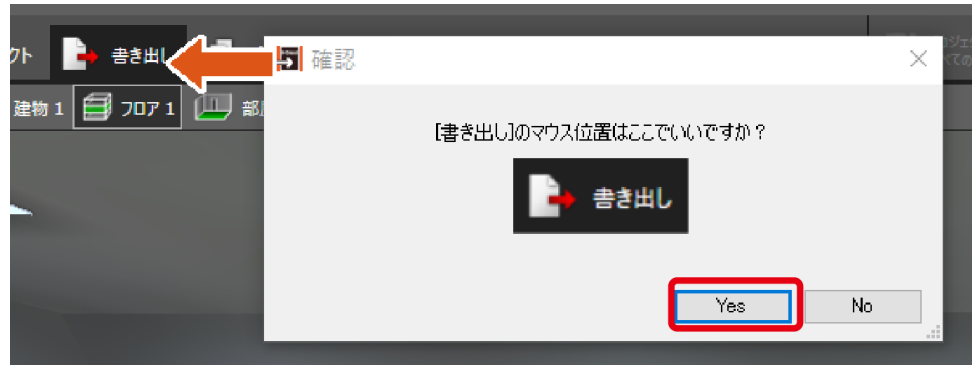 クト
書き出し
確認
建物 1
フロア 1
部
[書き出し]のマウス位置はここでいいですか？
書き出し
Yes
No